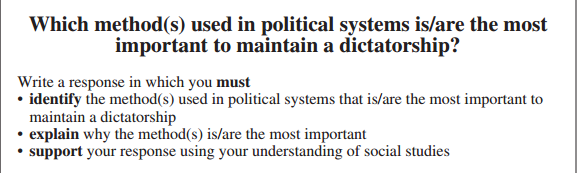 Which method(s) used in political systems is/are the most
important to maintain a dictatorship?
Write a response in which you must
• identify the method(s) used in political systems that is/are the most important to
maintain a dictatorship
• explain why the method(s) is/are the most important
• support your response using your understanding of social studies